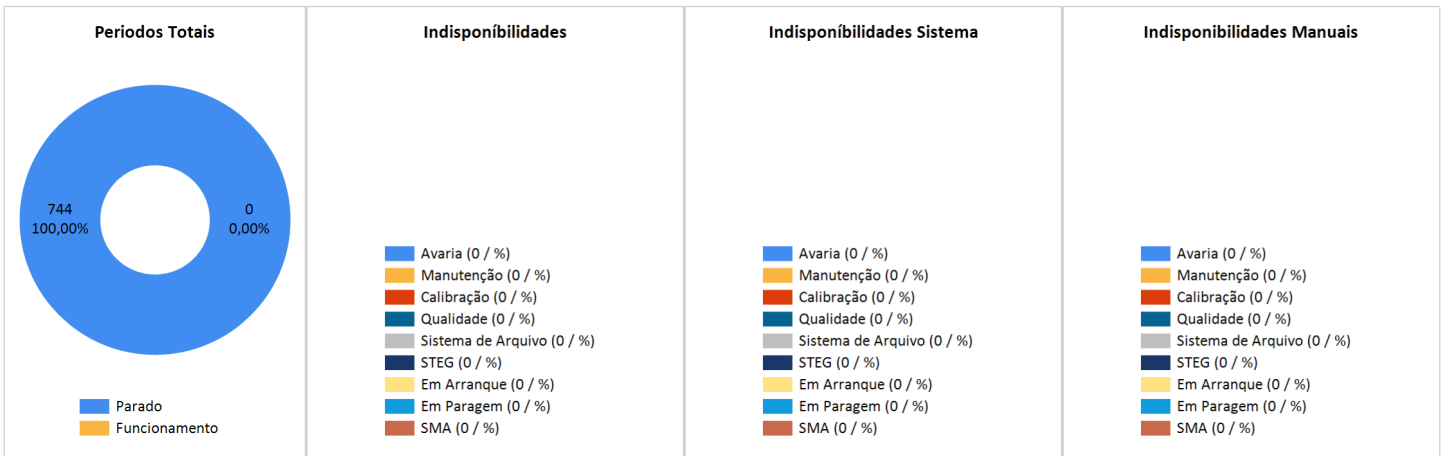 Periodos Totais
744
100,00%
0
0,00%
Parado
Funcionamento
Indisponíbilidades
Avaria (0 / %)
Manutenção (0 / %)
Calibração (0 / %)
Qualidade (0 / %)
Sistema de Arquivo (0 / %)
STEG (0 / %)
Em Arranque (0 / %)
Em Paragem (0 / %)
SMA (0 / %)
Indisponíbilidades Sistema
Avaria (0 / %)
Manutenção (0 / %)
Calibração (0 / %)
Qualidade (0 / %)
Sistema de Arquivo (0 / %)
STEG (0 / %)
Em Arranque (0 / %)
Em Paragem (0 / %)
SMA (0 / %)
Indisponibilidades Manuais
Avaria (0 / %)
Manutenção (0 / %)
Calibração (0 / %)
Qualidade (0 / %)
Sistema de Arquivo (0 / %)
STEG (0 / %)
Em Arranque (0 / %)
Em Paragem (0 / %)
SMA (0 / %)